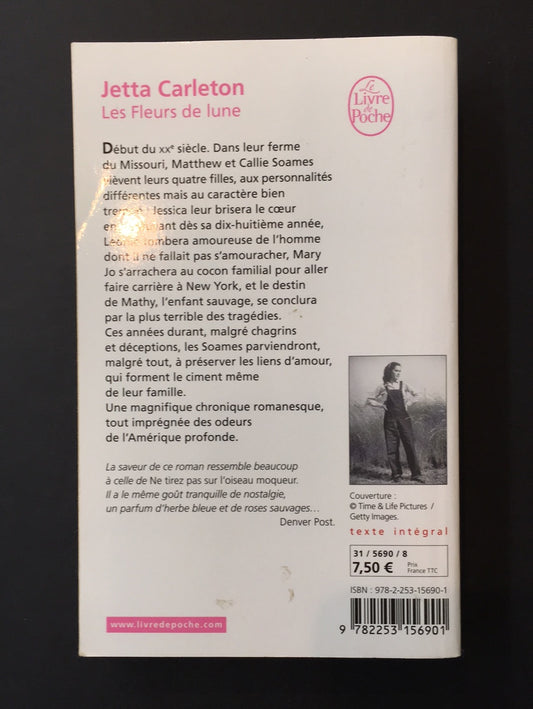 Jetta Carleton
Les Fleurs de lune
Le
Livre
de
Poche
Début du XXe siècle. Dans leur ferme
du Missouri, Matthew et Callie Soames
élèvent leurs quatre filles, aux personnalités
différentes mais au caractère bien
Jessica leur brisera le cœur
dès sa dix-huitième année,
tombera amoureuse de l'homme
dont il ne fallait pas s'amouracher, Mary
Jo s'arrachera au cocon familial pour aller
faire carrière à New York, et le destin
de Mathy, l'enfant sauvage, se conclura
par la plus terrible des tragédies.
Ces années durant, malgré chagrins
et déceptions, les Soames parviendront,
malgré tout, à préserver les liens d'amour,
qui forment le ciment même
de leur famille.
Une magnifique chronique romanesque,
tout imprégnée des odeurs
de l'Amérique profonde.
La saveur de ce roman ressemble beaucoup
à celle de Ne tirez pas sur l'oiseau moqueur.
Il a le même goût tranquille de nostalgie,
un parfum d'herbe bleue et de roses sauvages…
Denver Post.
Couverture :
© Time & Life Pictures /
Getty Images.
texte intégral
31 / 5690 / 8
7,50 € Prix
France TTC
ISBN : 978-2-253-15690-1
9 782253 156901
www.livredepoche.com